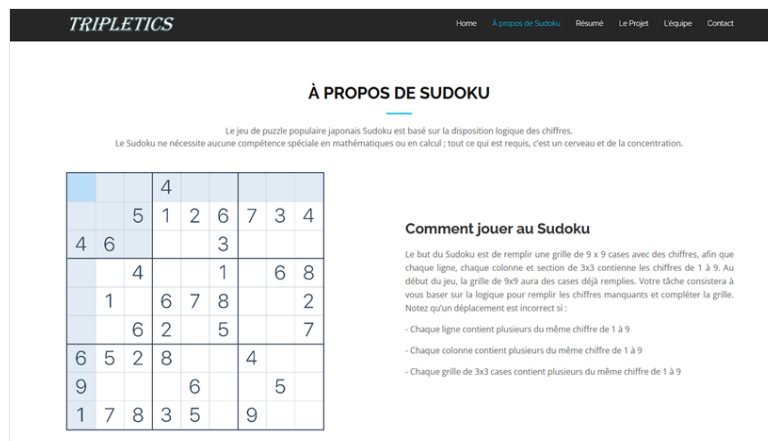 TRIPLETICS
Home À propos de Sudoku Résumé Le Projet L'équipe Contact
À PROPOS DE SUDOKU
Le jeu de puzzle populaire japonais Sudoku est basé sur la disposition logique des chiffres.
Le Sudoku ne nécessite aucune compétence spéciale en mathématiques ou en calcul ; tout ce qui est requis, c'est un cerveau et de la concentration.
4
5 1 2 6 7 3 4
4 6 3
4 1 6 8
1 6 7 8 2
6 2 5 7
6 5 2 8 4
9 6 5
1 7 8 3 5 9
Comment jouer au Sudoku
Le but du Sudoku est de remplir une grille de 9 x 9 cases avec des chiffres, afin que
chaque ligne, chaque colonne et section de 3x3 contienne les chiffres de 1 à 9. Au
début du jeu, la grille de 9x9 aura des cases déjà remplies. Votre tâche consistera à
vous baser sur la logique pour remplir les chiffres manquants et compléter la grille.
Notez qu'un déplacement est incorrect si :
- Chaque ligne contient plusieurs du même chiffre de 1 à 9
- Chaque colonne contient plusieurs du même chiffre de 1 à 9
- Chaque grille de 3x3 cases contient plusieurs du même chiffre de 1 à 9